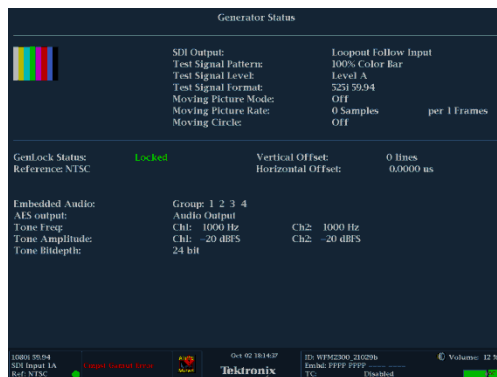 Generator Status
SDI Output: Loopout Follow Input
Test Signal Pattern: 100% Color Bar
Test Signal Level: Level A
Test Signal Format: 525i 59.94
Moving Picture Mode: Off
Moving Picture Rate: 0 Samples per 1 Frames
Moving Circle: Off
GenLock Status: Locked Vertical Offset: 0 lines
Reference: NTSC Horizontal Offset: 0.0000 us
Embedded Audio: Group: 1 2 3 4
AES output: Audio Output
Tone Freq: Ch1: 1000 Hz Ch2: 1000 Hz
Tone Amplitude: Ch1: -20 dBFS Ch2: -20 dBFS
Tone Bitdepth: 24 bit
1080i 59.94
SDI Input 1A
Ref: NTSC
Oct 02 10:14:37
Tektronix
ID: WFM2300_21029b
Embd: PPPP PPPP ---- ----
TC: Disabled
Volume: 12 %